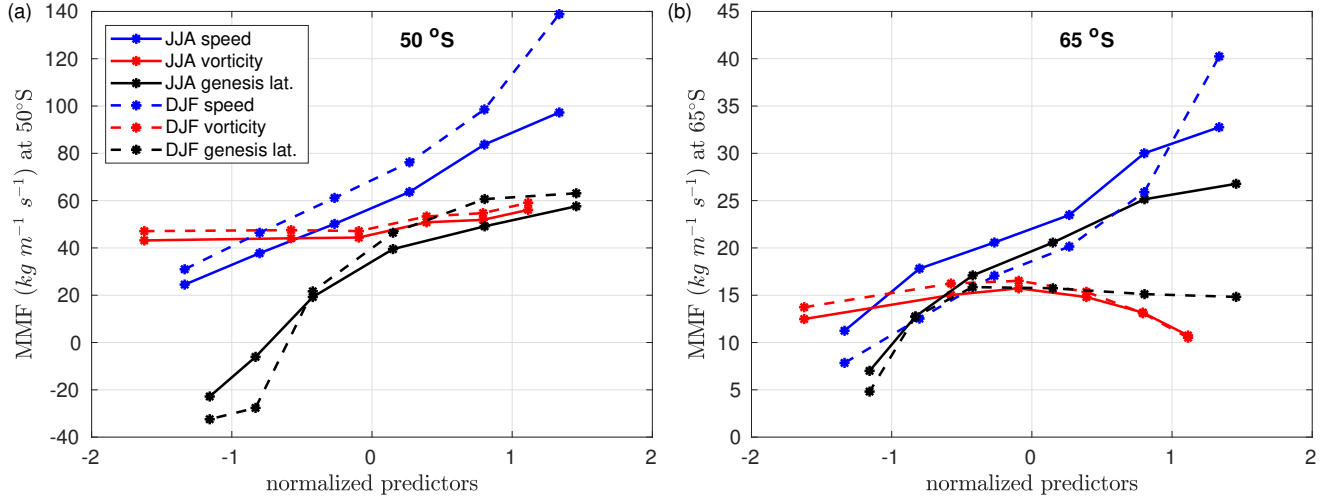 (a)
50 °S
JJA speed
JJA vorticity
JJA genesis lat.
DJF speed
DJF vorticity
DJF genesis lat.
MMF (kg m⁻¹ s⁻¹) at 50°S
140
120
100
80
60
40
20
0
-20
-40
-2
-1
0
1
2
normalized predictors
(b)
65 °S
MMF (kg m⁻¹ s⁻¹) at 65°S
45
40
35
30
25
20
15
10
5
0
-2
-1
0
1
2
normalized predictors